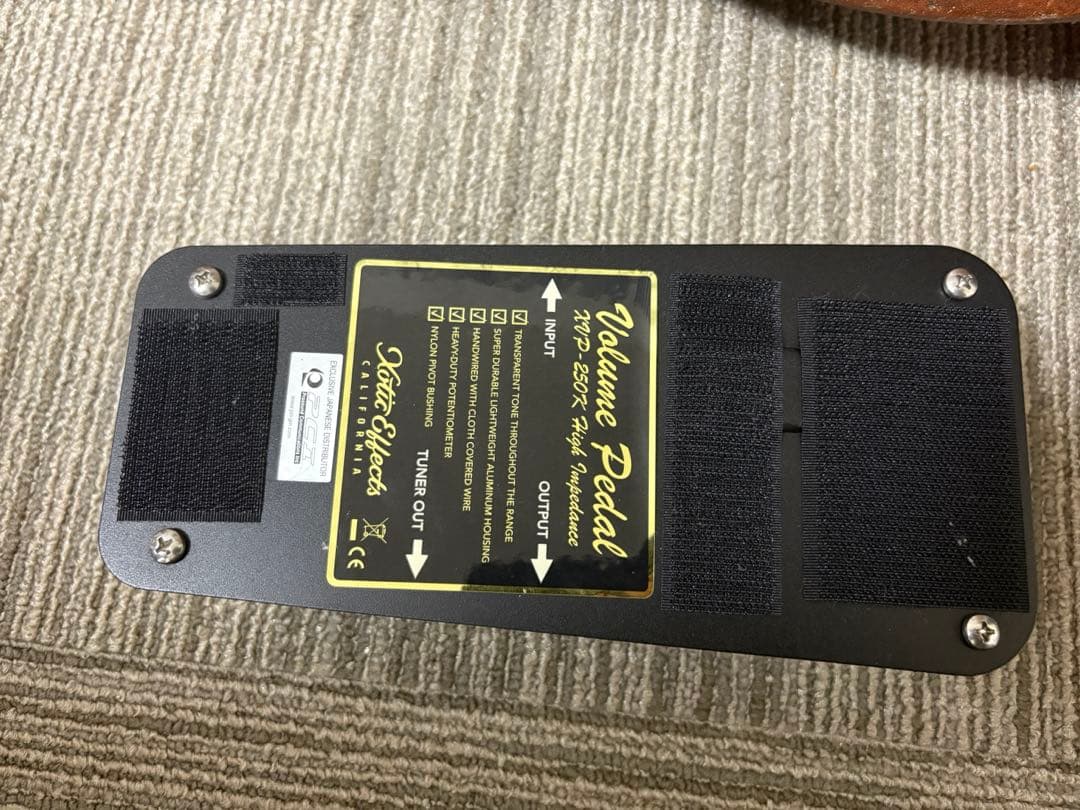 Volume Pedal
XVP-250K High Impedance
INPUT
OUTPUT
☑ TRANSPARENT TONE THROUGHOUT THE RANGE
☑ SUPER DURABLE LIGHTWEIGHT ALUMINUM HOUSING
☑ HANDWIRED WITH CLOTH COVERED WIRE
☑ HEAVY-DUTY POTENTIOMETER
☑ NYLON PIVOT BUSHING
TUNER OUT
Xotic Effects
CALIFORNIA
CE
EXCLUSIVE JAPANESE DISTRIBUTOR
PCI